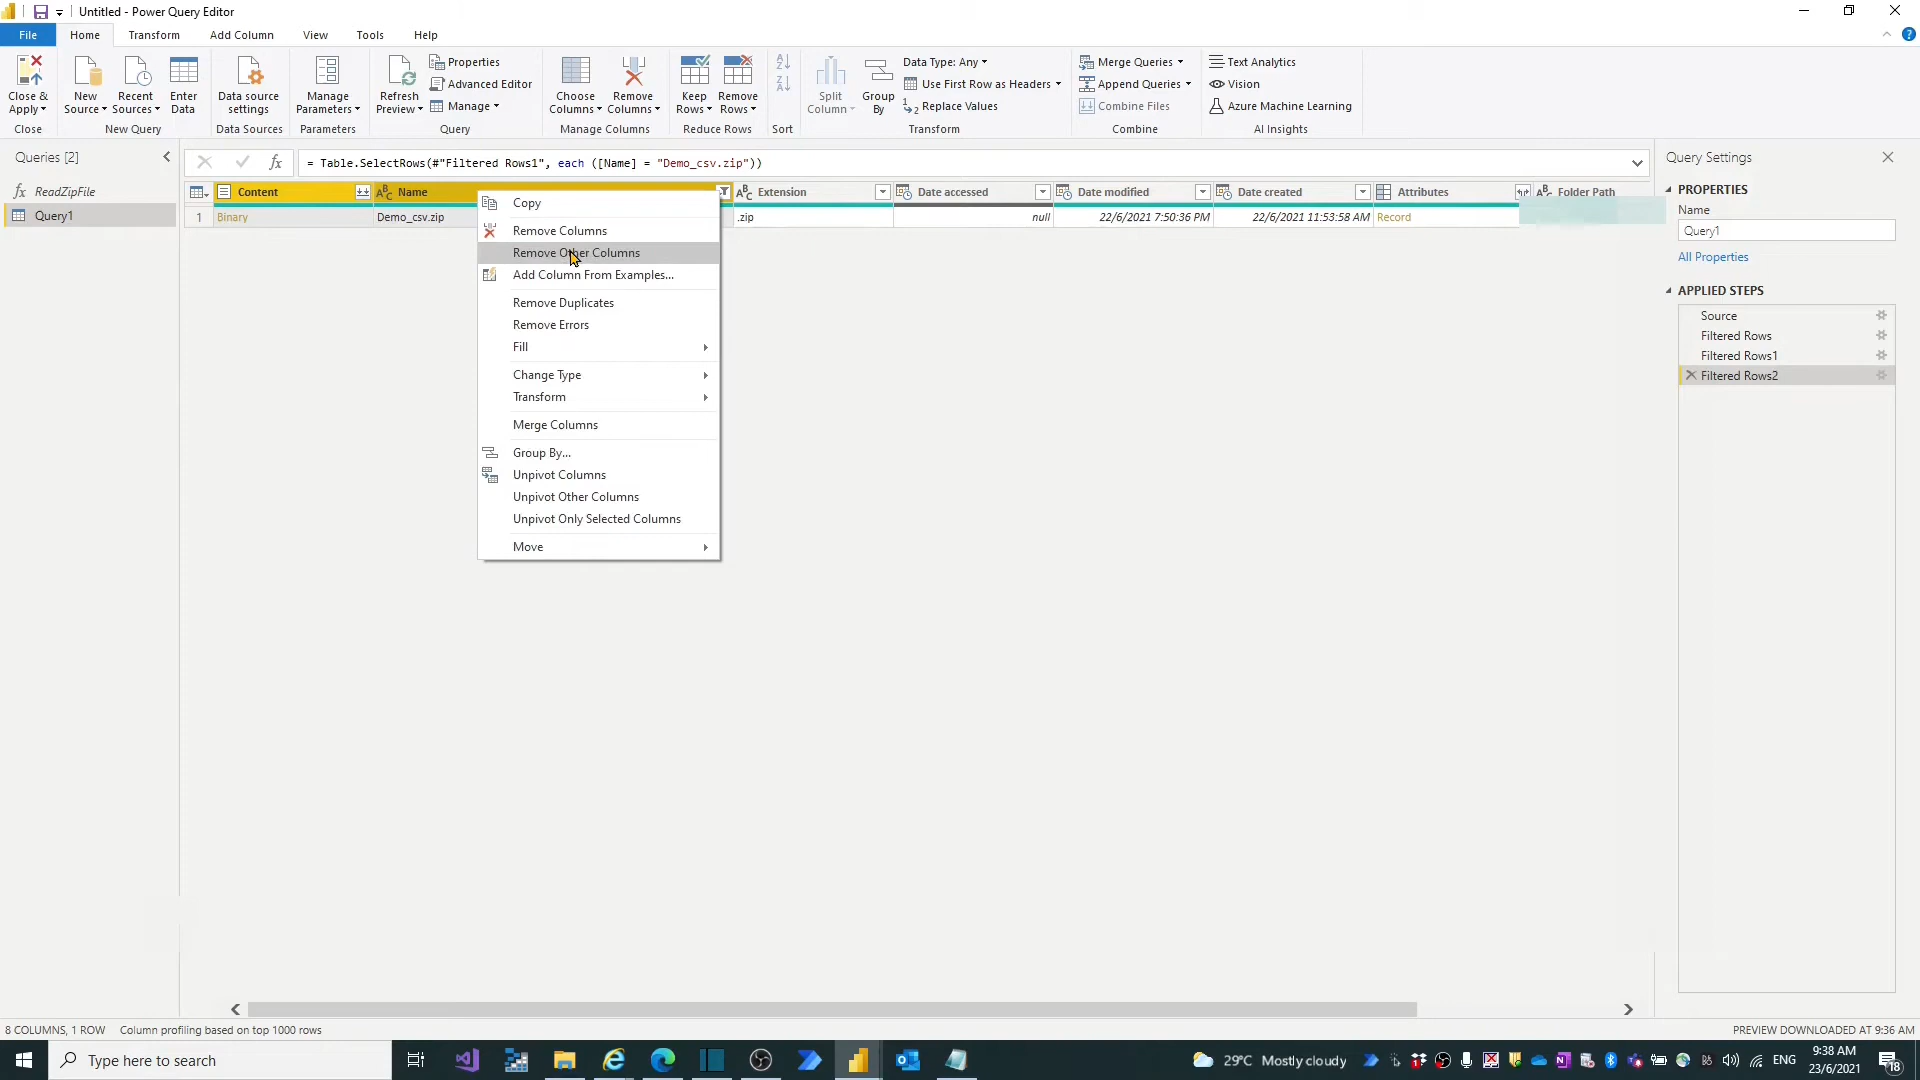 Untitled - Power Query Editor
File Home Transform Add Column View Tools Help
Close & Apply
New Source
Recent Sources
Enter Data
Data source settings
Manage Parameters
Refresh Preview
Properties
Advanced Editor
Manage
Choose Columns
Remove Columns
Keep Rows
Remove Rows
Split Column
Group By
Data Type: Any
Use First Row as Headers
Replace Values
Merge Queries
Append Queries
Combine Files
Text Analytics
Vision
Azure Machine Learning
Close New Query Data Sources Parameters Query Manage Columns Reduce Rows Sort Transform Combine AI Insights
Queries [2]
ReadZipFile
Query1
= Table.SelectRows(#"Filtered Rows1", each ([Name] = "Demo_csv.zip"))
Content Name Extension Date accessed Date modified Date created Attributes Folder Path
1 Binary Demo_csv.zip .zip null 22/6/2021 7:50:36 PM 22/6/2021 11:53:58 AM Record
Copy
Remove Columns
Remove Other Columns
Add Column From Examples...
Remove Duplicates
Remove Errors
Fill
Change Type
Transform
Merge Columns
Group By...
Unpivot Columns
Unpivot Other Columns
Unpivot Only Selected Columns
Move
Query Settings
PROPERTIES
Name
Query1
All Properties
APPLIED STEPS
Source
Filtered Rows
Filtered Rows1
Filtered Rows2
8 COLUMNS, 1 ROW Column profiling based on top 1000 rows
PREVIEW DOWNLOADED AT 9:36 AM
Type here to search
29°C Mostly cloudy
ENG
9:38 AM
23/6/2021
18